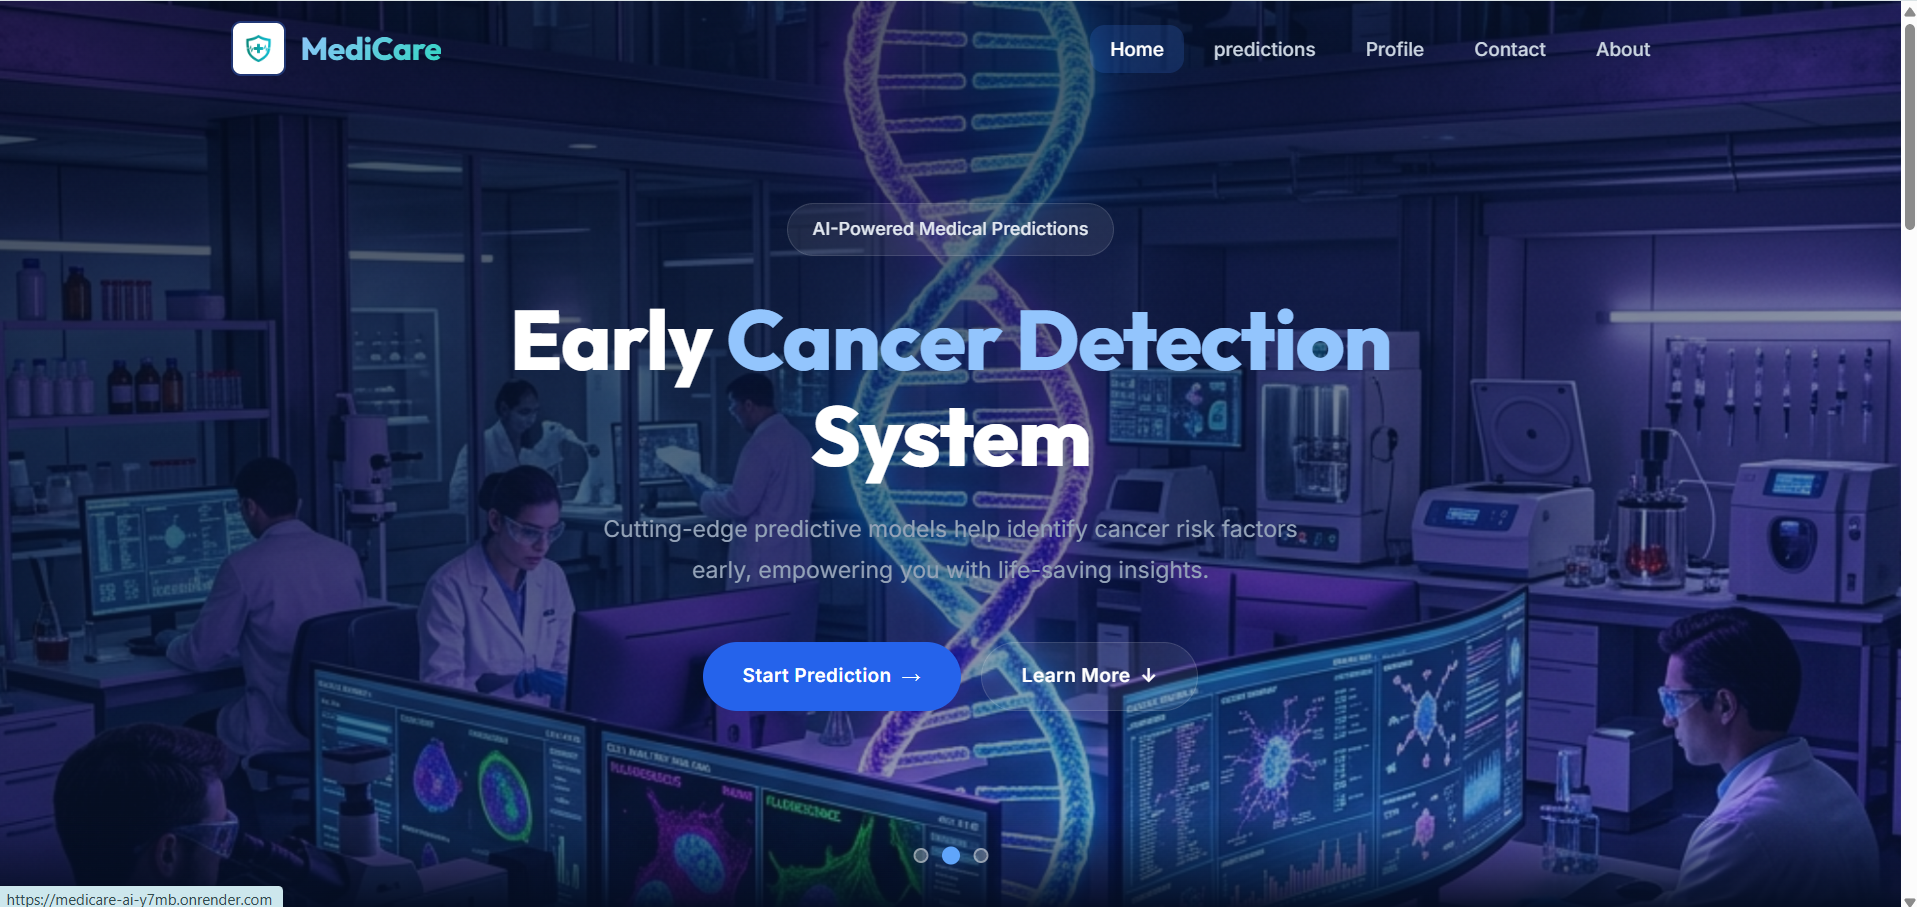 MediCare
Home
predictions
Profile
Contact
About
AI-Powered Medical Predictions
Early Cancer Detection
System
Cutting-edge predictive models help identify cancer risk factors
early, empowering you with life-saving insights.
Start Prediction →
Learn More ↓
https://medicare-ai-y7mb.onrender.com